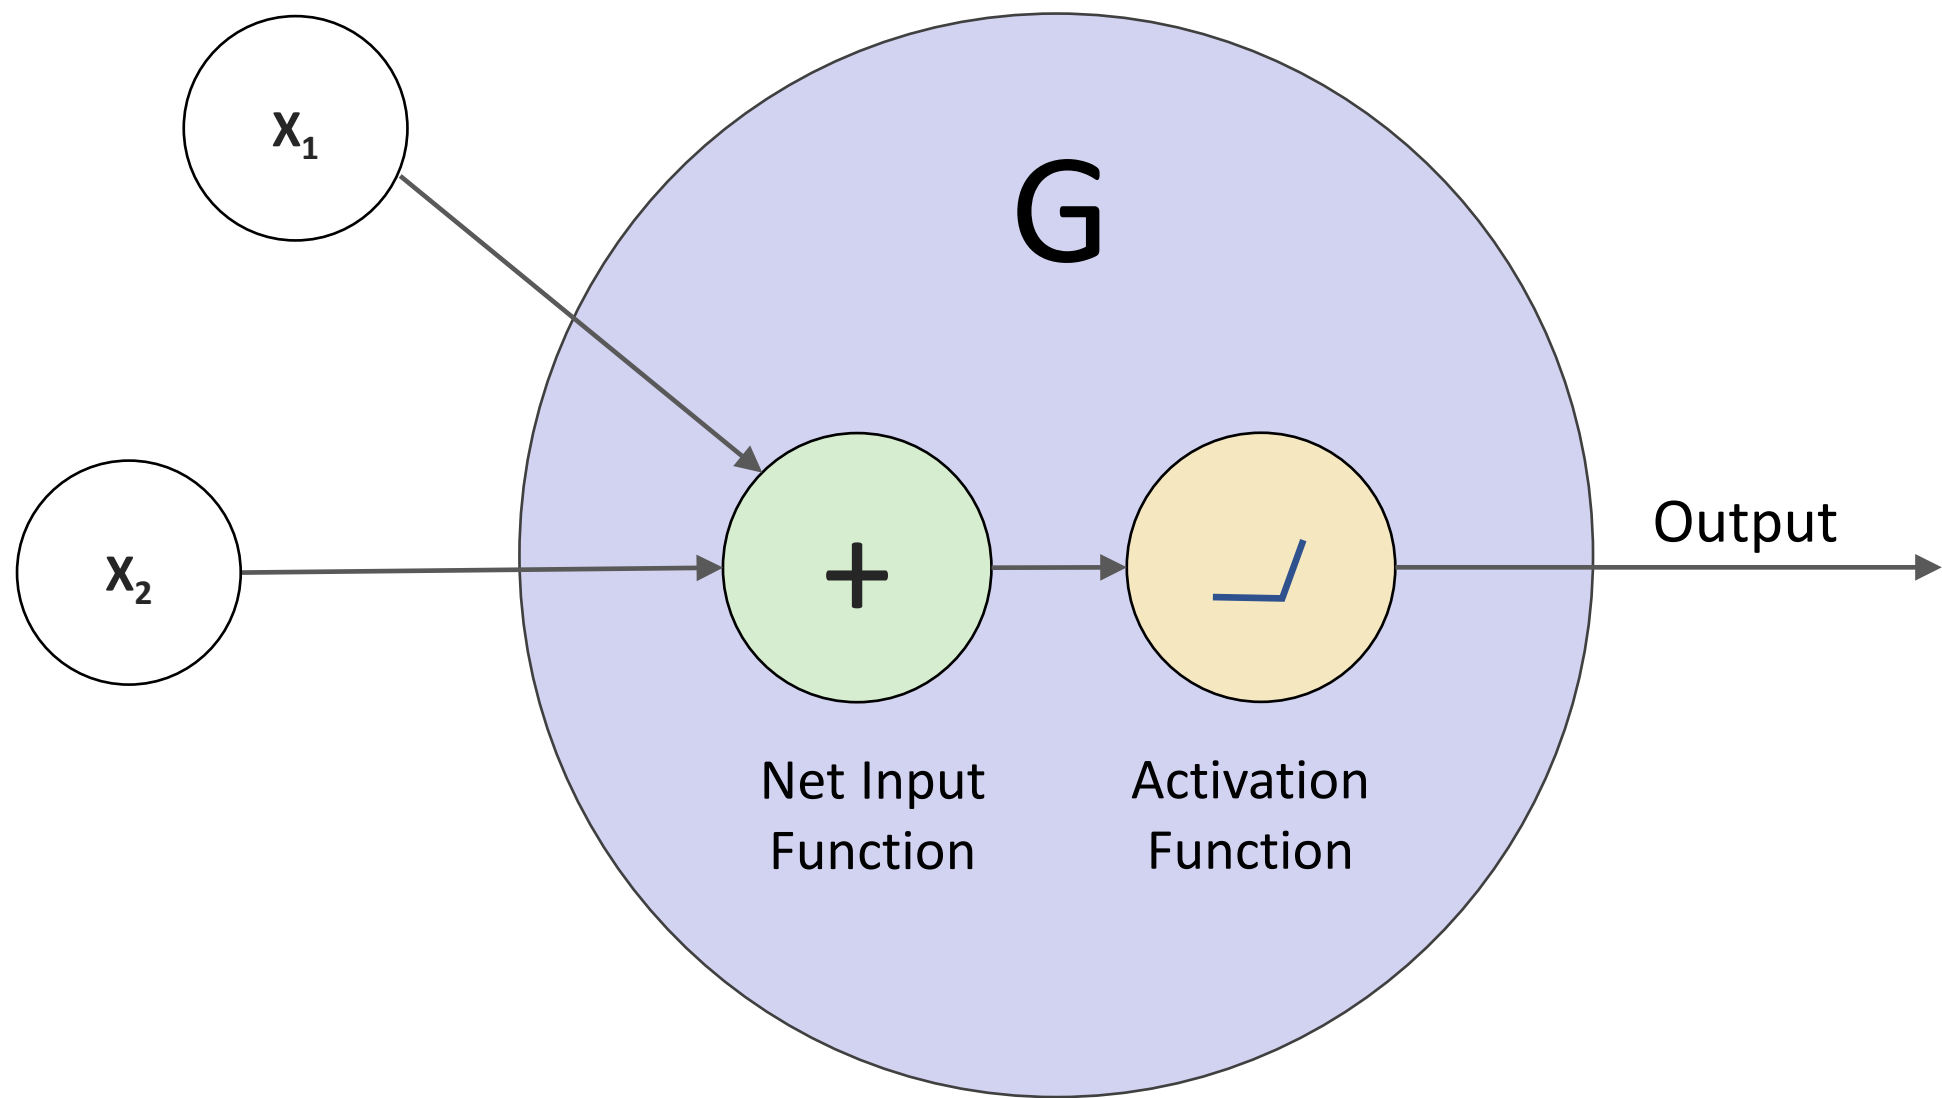 X₁
G
X₂
+
Output
Net Input
Function
Activation
Function